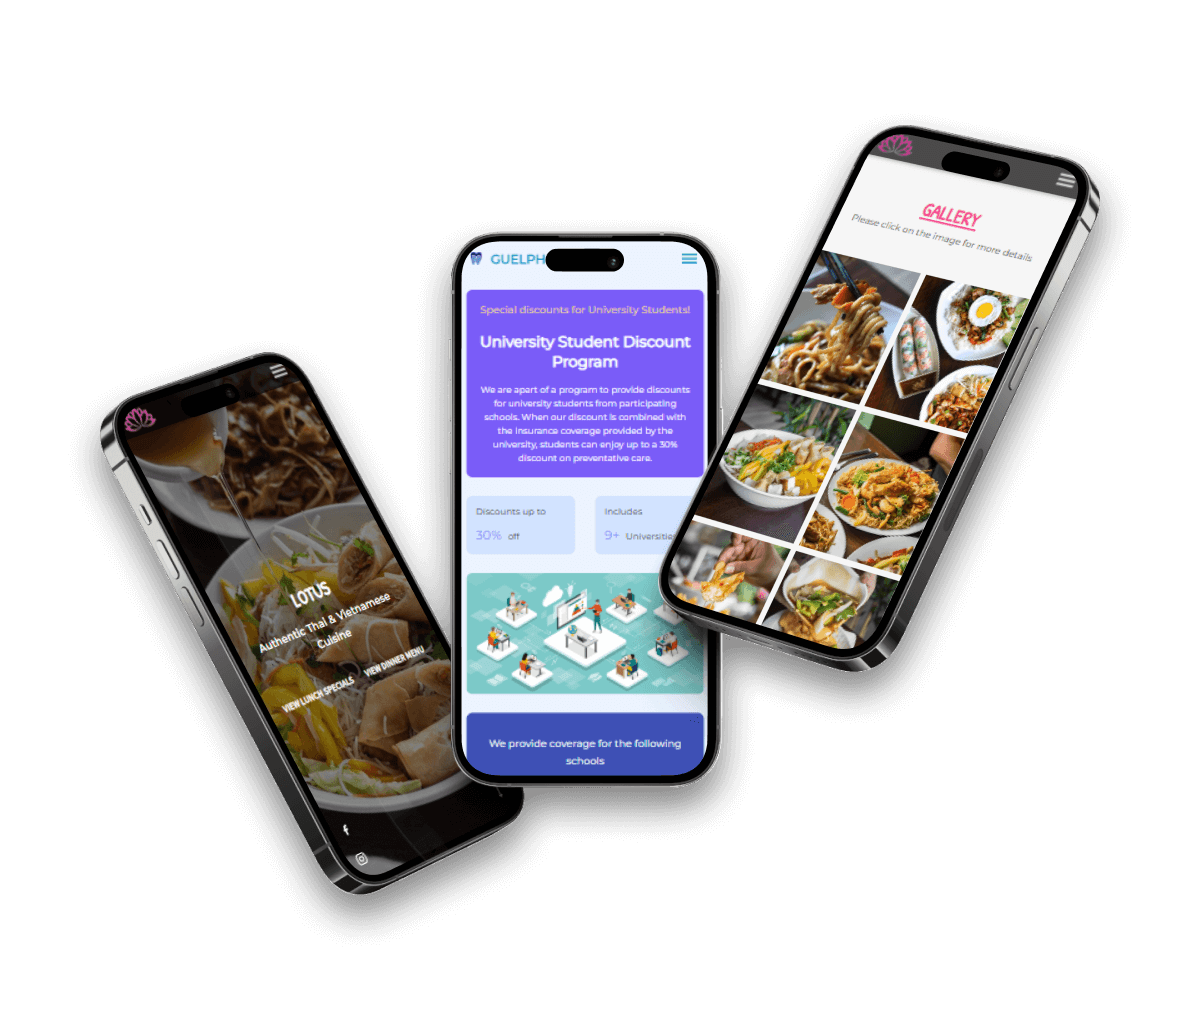 LOTUS
Authentic Thai & Vietnamese
Cuisine
VIEW LUNCH SPECIALS VIEW DINNER MENU
GUELPH
Special discounts for University Students!
University Student Discount
Program
We are apart of a program to provide discounts
for university students from participating
schools. When our discount is combined with
the insurance coverage provided by the
university, students can enjoy up to a 30%
discount on preventative care.
Discounts up to
30% off
Includes
9+ Universities
We provide coverage for the following
schools
GALLERY
Please click on the image for more details